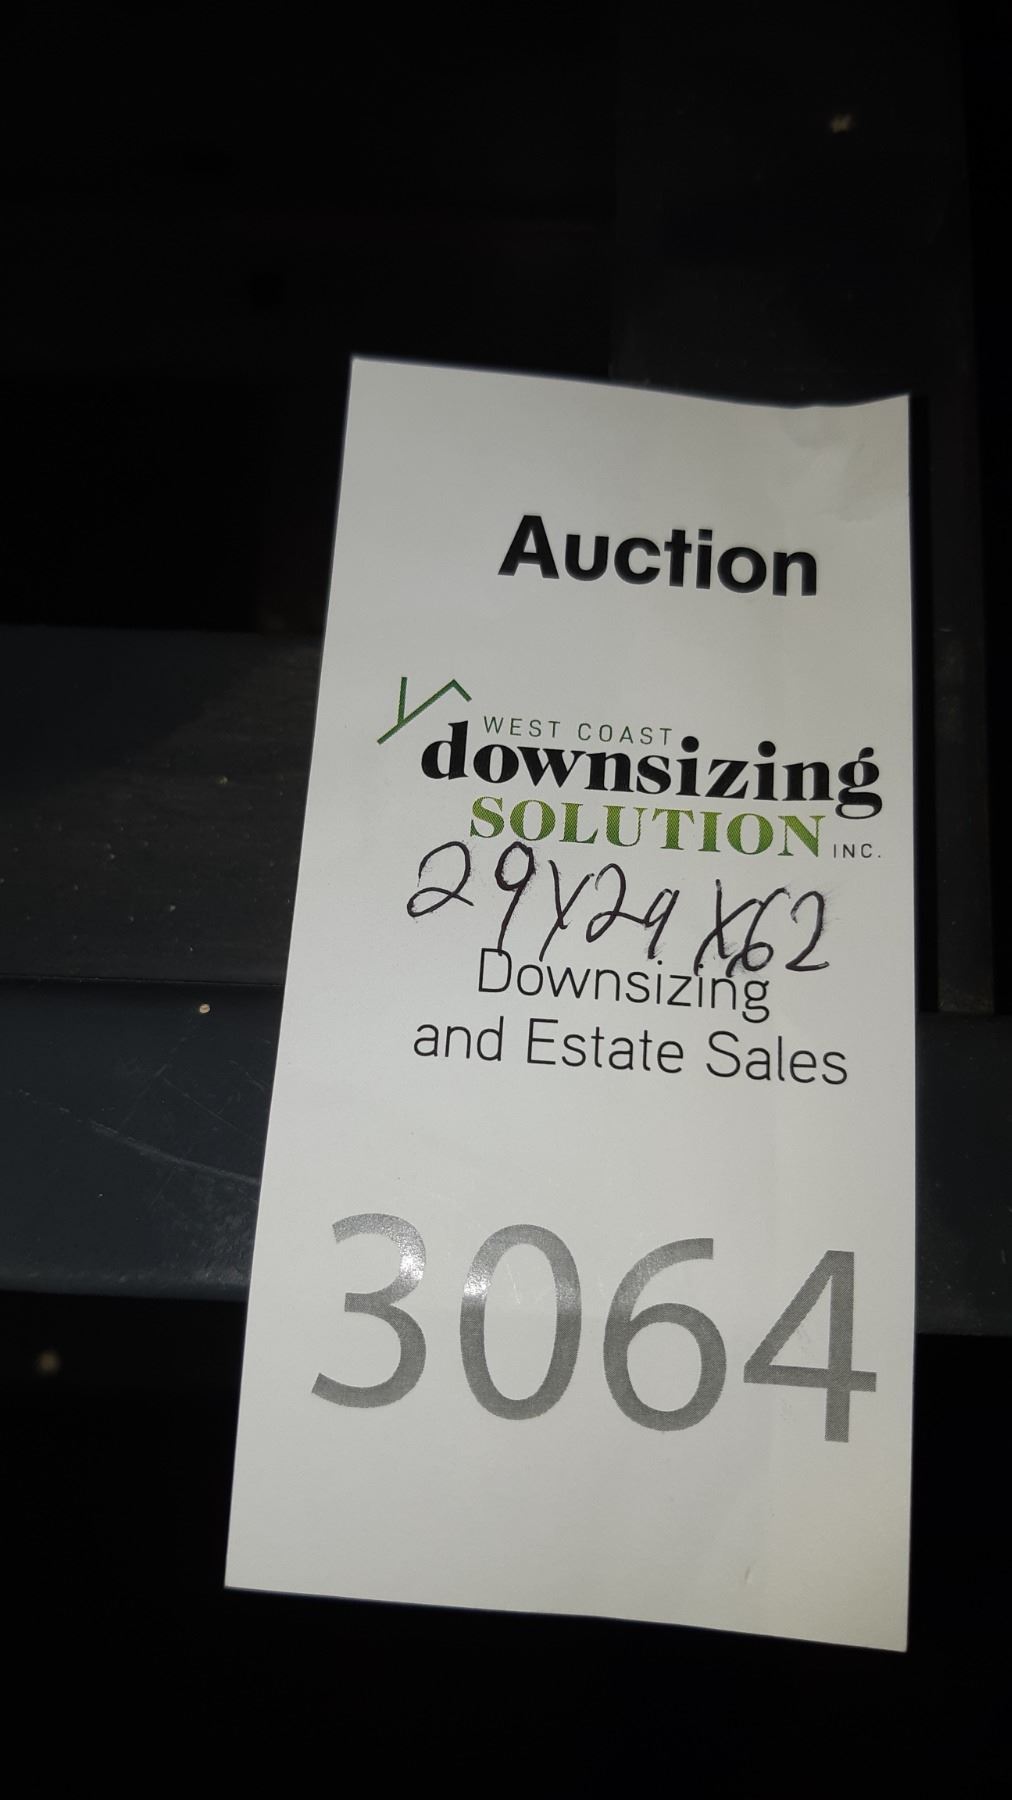 Auction
WEST COAST
downsizing
SOLUTION INC.
29x29x62
Downsizing
and Estate Sales
3064